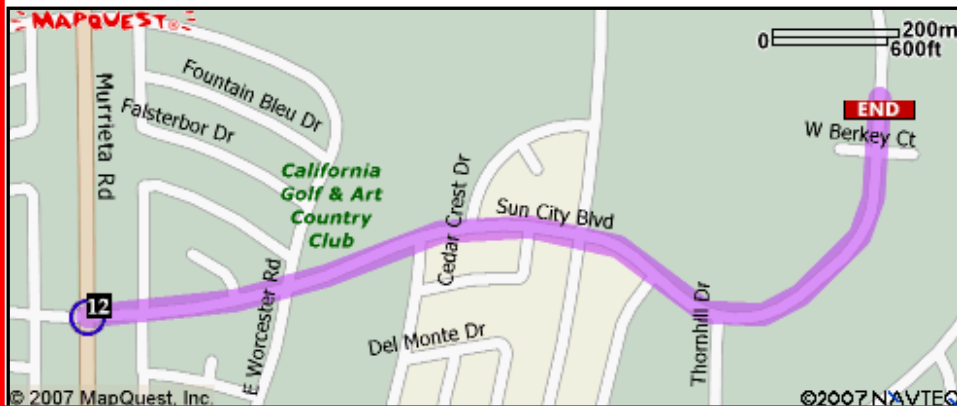 MAPQUEST®
200m
0
600ft
Fountain Bleu Dr
Murrieta Rd
Falsterbor Dr
END
W Berkey Ct
California
Golf & Art
Country
Club
Cedar Crest Dr
Sun City Blvd
12
E Worcester Rd
Thornhill Dr
Del Monte Dr
© 2007 MapQuest, Inc.
©2007 NAVTEQ